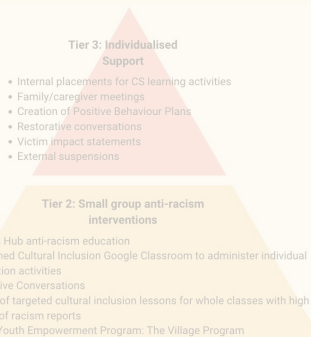 Tier 3: Individualised
Support
• Internal placements for CS learning activities
• Family/caregiver meetings
• Creation of Positive Behaviour Plans
• Restorative conversations
• Victim impact statements
• External suspensions
Tier 2: Small group anti-racism
interventions
Hub anti-racism education
Cultural Inclusion Google Classroom to administer individual
activities
Conversations
of targeted cultural inclusion lessons for whole classes with high
of racism reports
Youth Empowerment Program: The Village Program